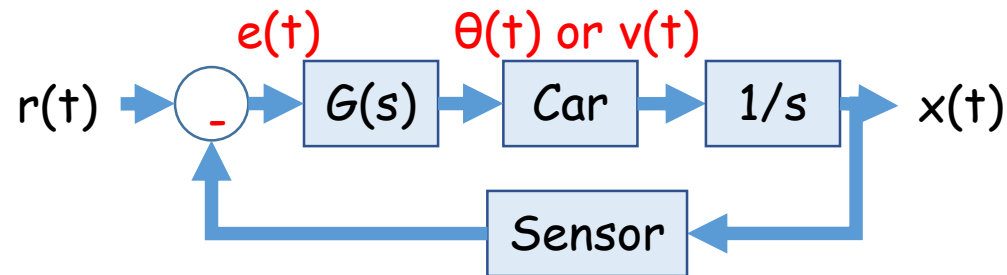 e(t) θ(t) or v(t)
r(t) - G(s) Car 1/s x(t)
Sensor